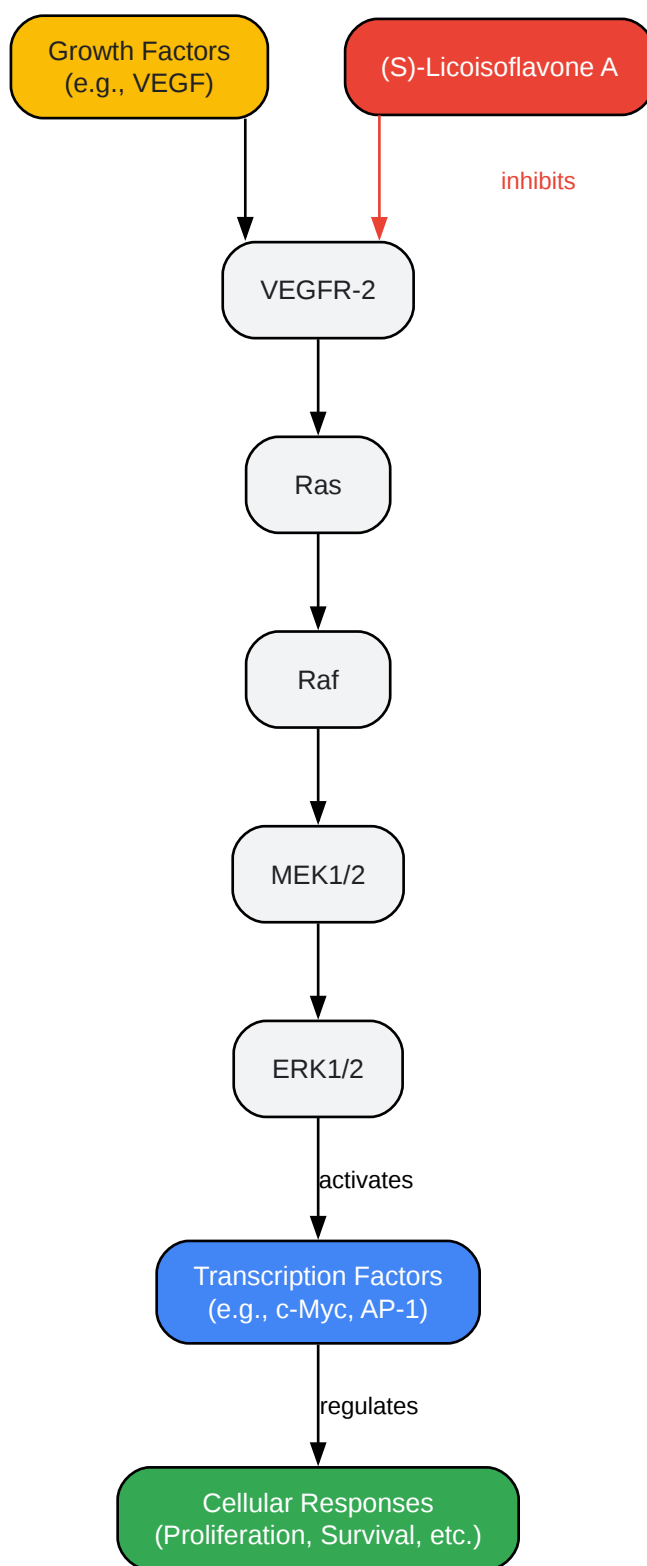 Growth Factors
(e.g., VEGF)
(S)-Licoisoflavone A
inhibits
VEGFR-2
Ras
Raf
MEK1/2
ERK1/2
activates
Transcription Factors
(e.g., c-Myc, AP-1)
regulates
Cellular Responses
(Proliferation, Survival, etc.)